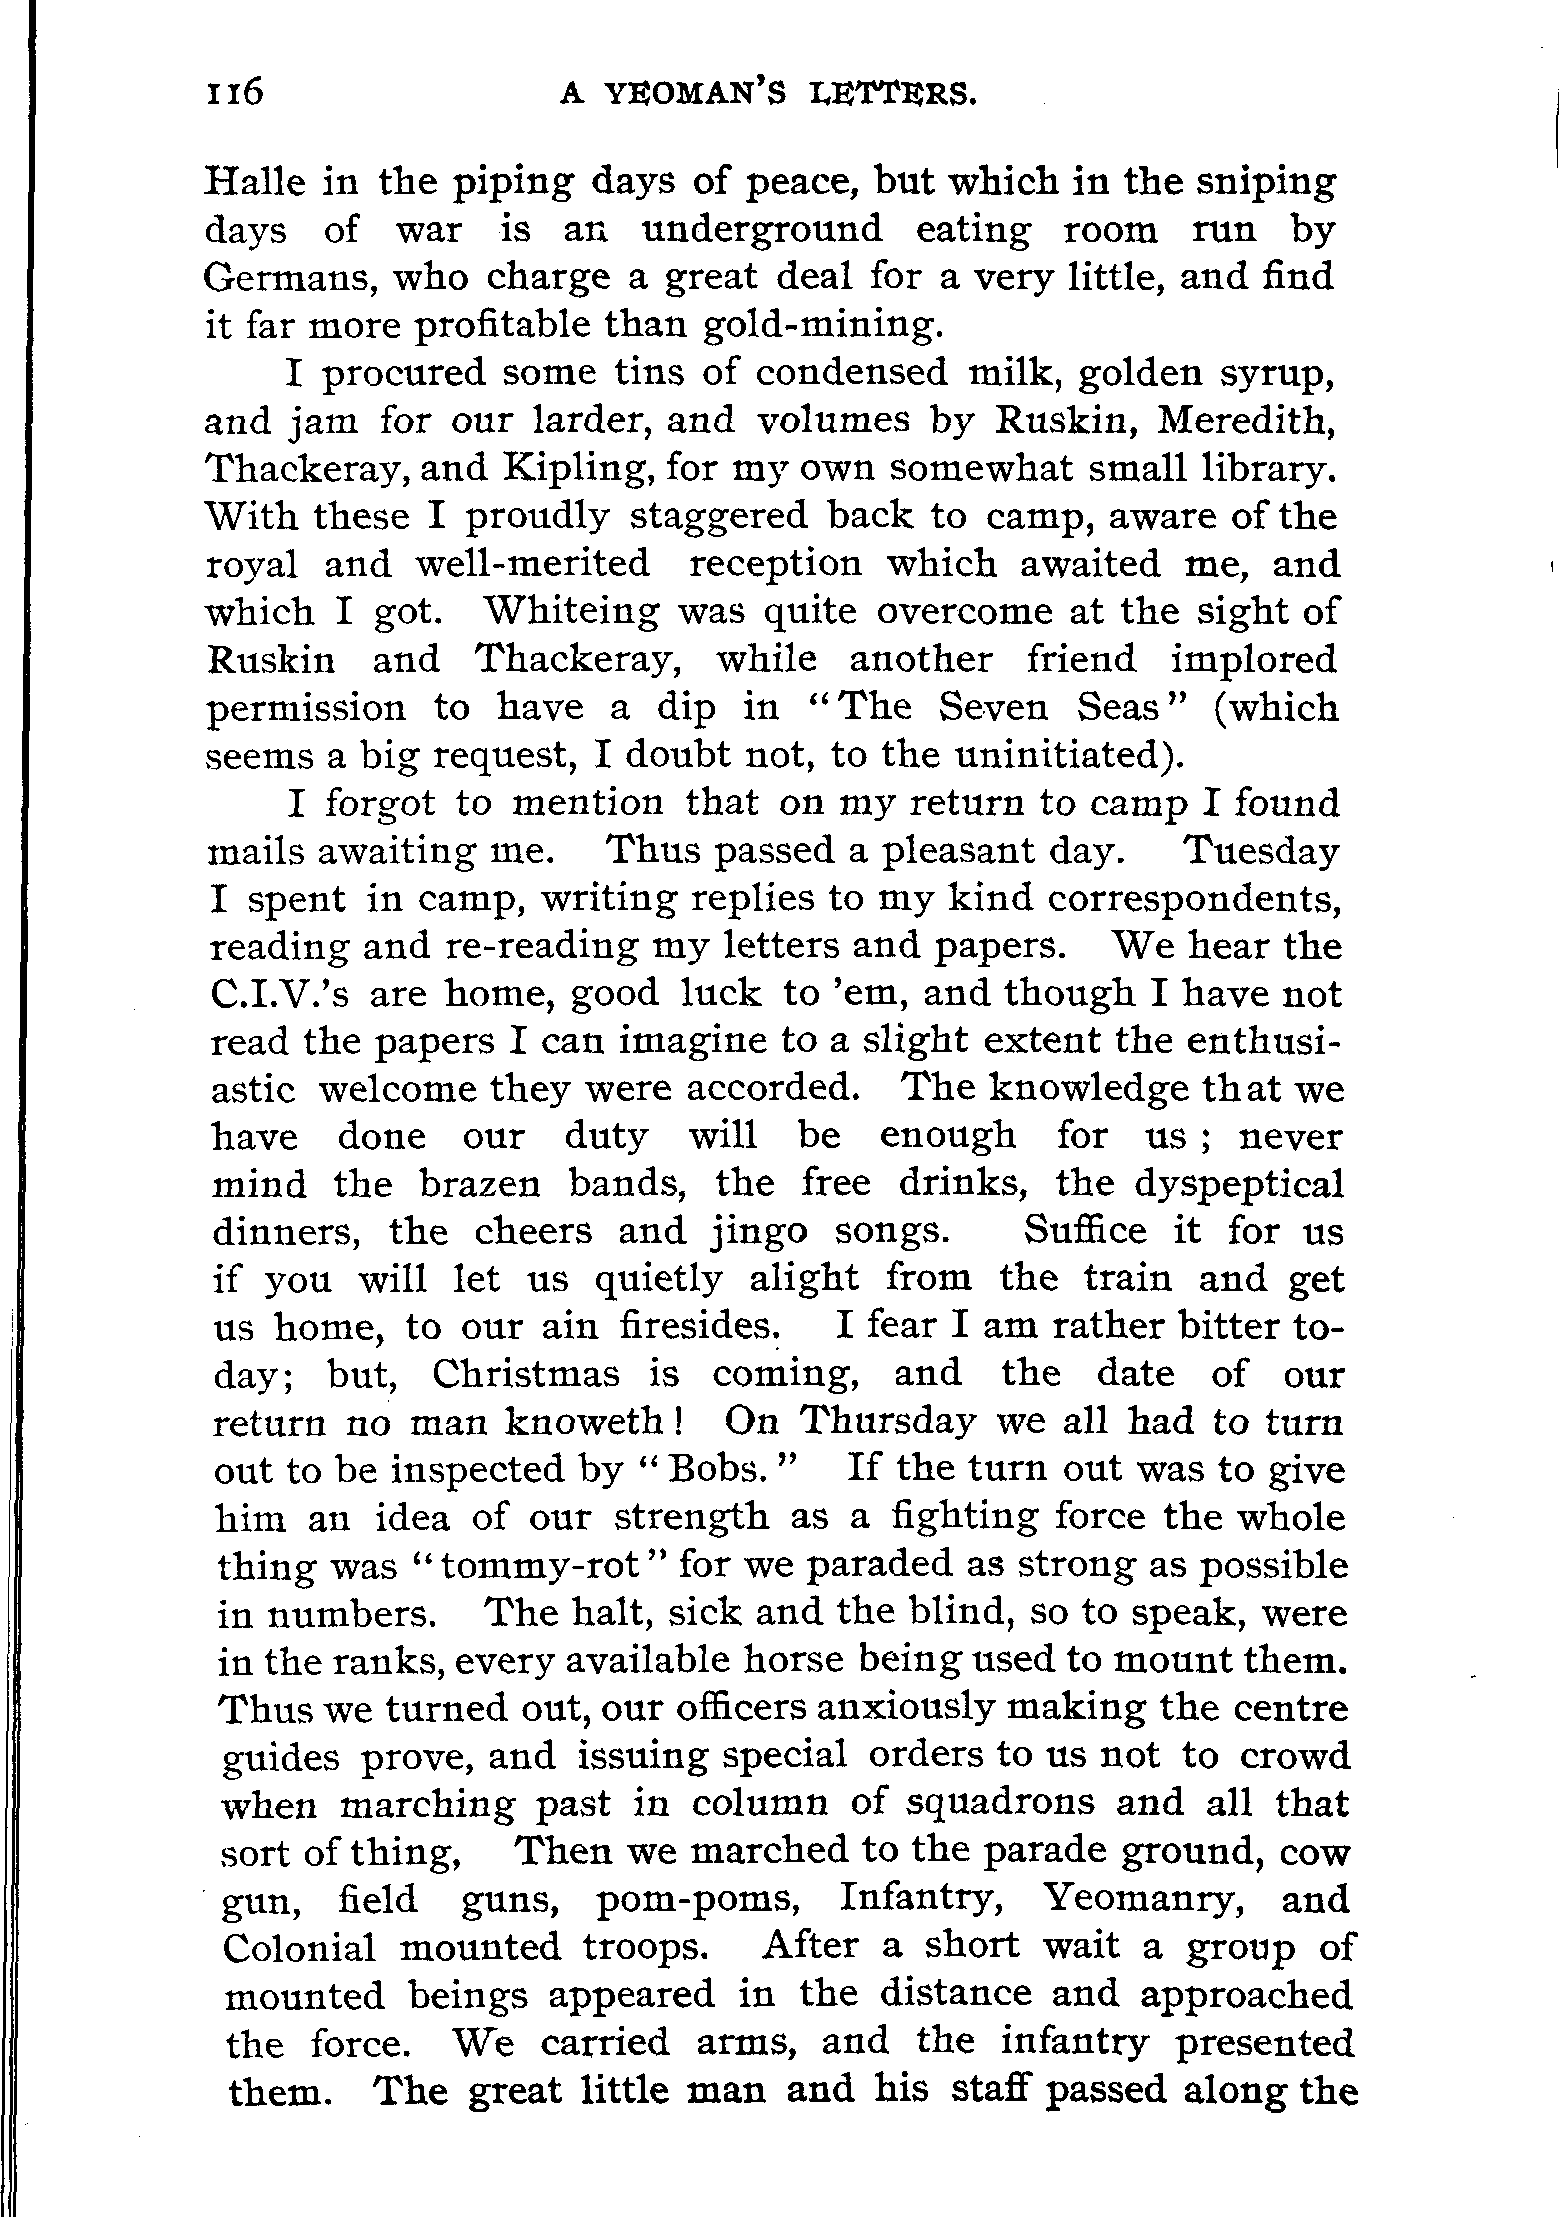 116 A YEOMAN'S LETTERS.
Halle in the piping days of peace, but which in the sniping
days of war is an underground eating room run by
Germans, who charge a great deal for a very little, and find
it far more profitable than gold-mining.
I procured some tins of condensed milk, golden syrup,
and jam for our larder, and volumes by Ruskin, Meredith,
Thackeray, and Kipling, for my own somewhat small library.
With these I proudly staggered back to camp, aware of the
royal and well-merited reception which awaited me, and
which I got. Whiteing was quite overcome at the sight of
Ruskin and Thackeray, while another friend implored
permission to have a dip in "The Seven Seas" (which
seems a big request, I doubt not, to the uninitiated).
I forgot to mention that on my return to camp I found
mails awaiting me. Thus passed a pleasant day. Tuesday
I spent in camp, writing replies to my kind correspondents,
reading and re-reading my letters and papers. We hear the
C.I.V.'s are home, good luck to 'em, and though I have not
read the papers I can imagine to a slight extent the enthusi-
astic welcome they were accorded. The knowledge that we
have done our duty will be enough for us ; never
mind the brazen bands, the free drinks, the dyspeptical
dinners, the cheers and jingo songs. Suffice it for us
if you will let us quietly alight from the train and get
us home, to our ain firesides. I fear I am rather bitter to-
day; but, Christmas is coming, and the date of our
return no man knoweth ! On Thursday we all had to turn
out to be inspected by "Bobs." If the turn out was to give
him an idea of our strength as a fighting force the whole
thing was "tommy-rot" for we paraded as strong as possible
in numbers. The halt, sick and the blind, so to speak, were
in the ranks, every available horse being used to mount them.
Thus we turned out, our officers anxiously making the centre
guides prove, and issuing special orders to us not to crowd
when marching past in column of squadrons and all that
sort of thing, Then we marched to the parade ground, cow
gun, field guns, pom-poms, Infantry, Yeomanry, and
Colonial mounted troops. After a short wait a group of
mounted beings appeared in the distance and approached
the force. We carried arms, and the infantry presented
them. The great little man and his staff passed along the